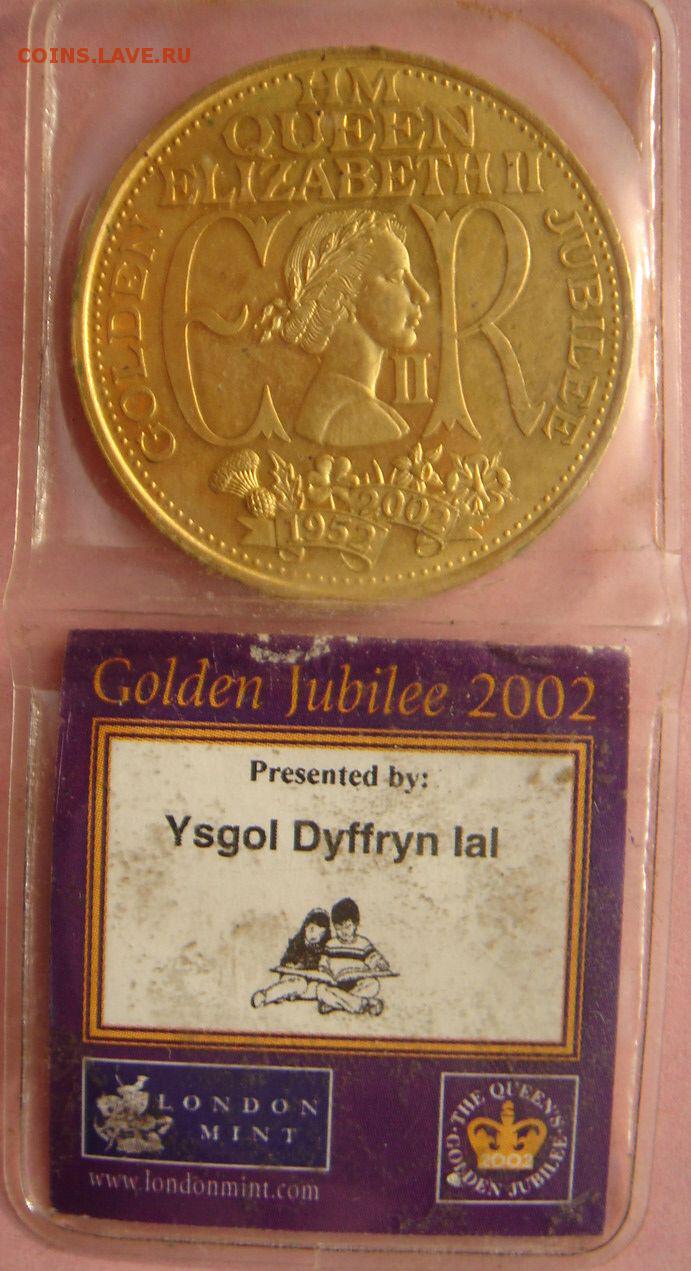 COINS.LAVE.RU
HM
QUEEN
ELIZABETH II
GOLDEN
JUBILEE
E R
II
1952
2002
Golden Jubilee 2002
Presented by:
Ysgol Dyffryn Ial
LONDON
MINT
www.londonmint.com
THE QUEEN'S
GOLDEN JUBILEE
2002